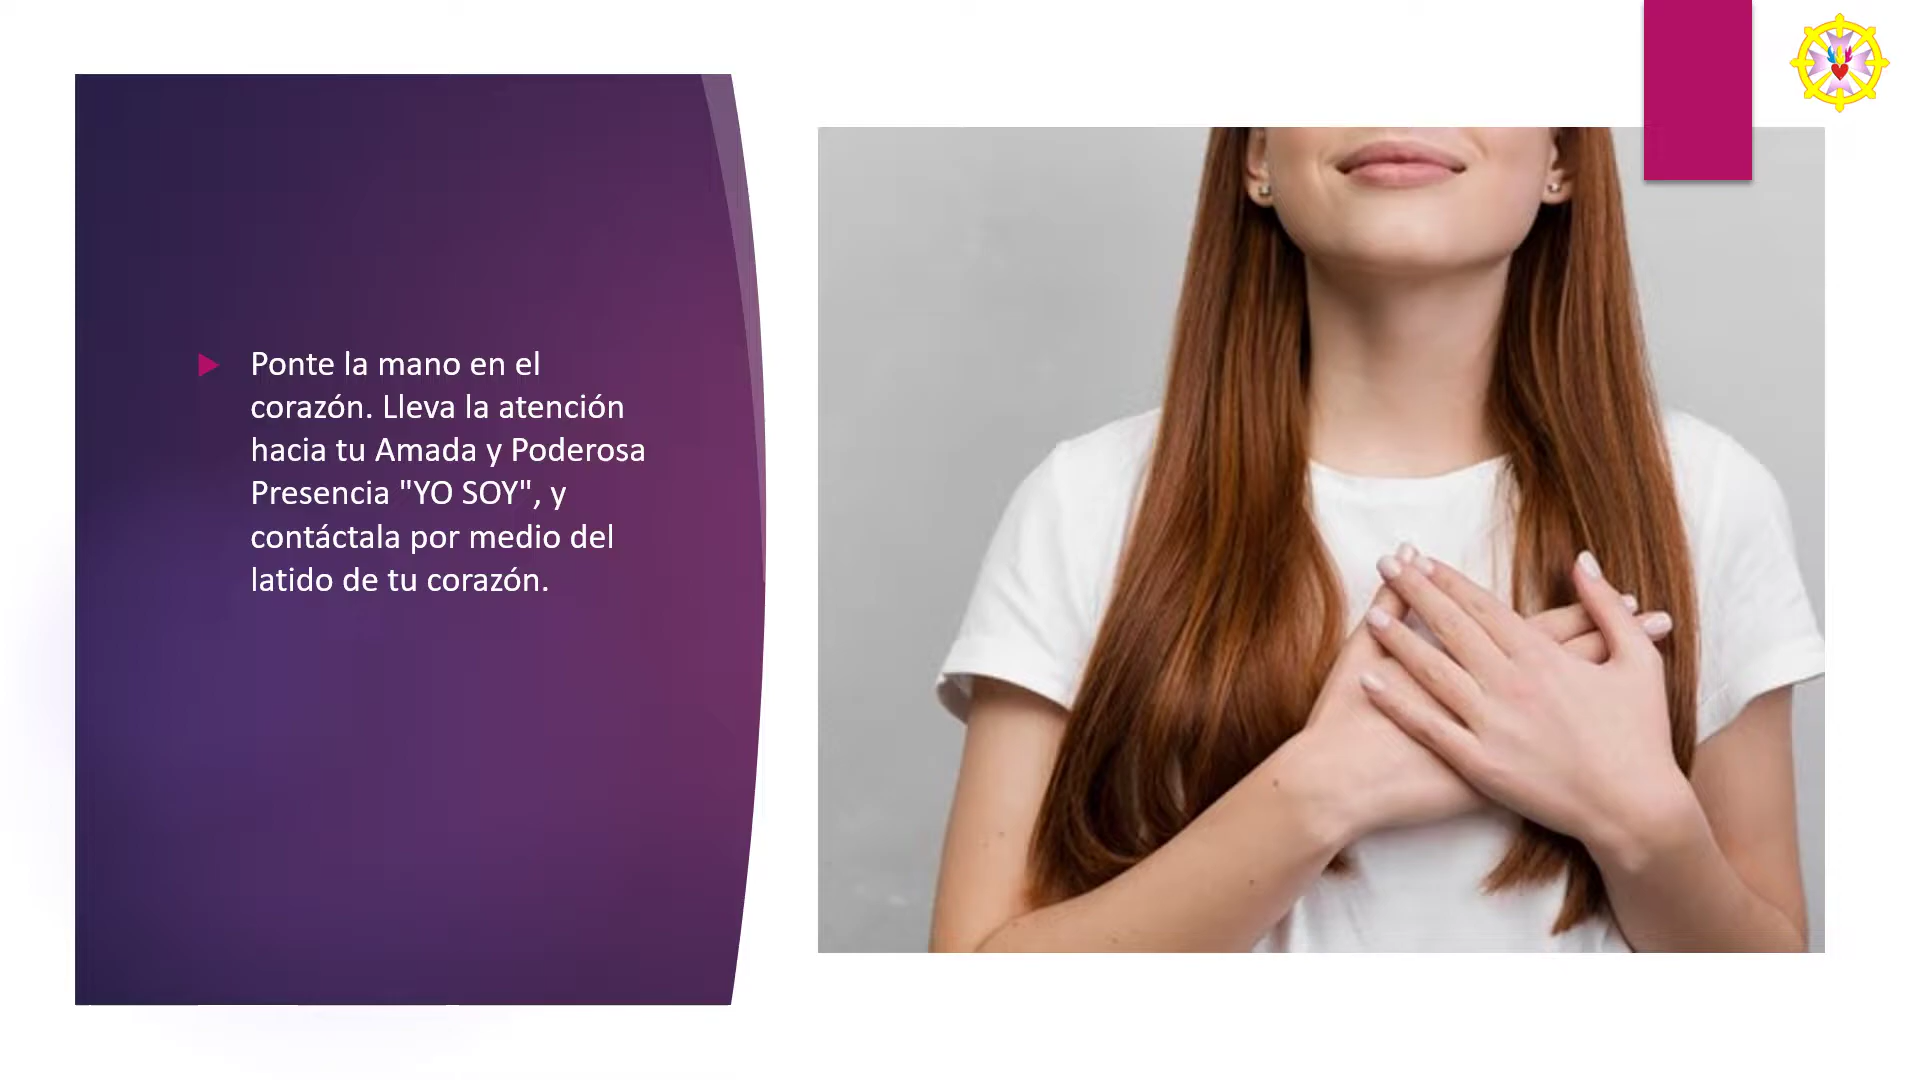 Ponte la mano en el
corazón. Lleva la atención
hacia tu Amada y Poderosa
Presencia "YO SOY", y
contáctala por medio del
latido de tu corazón.